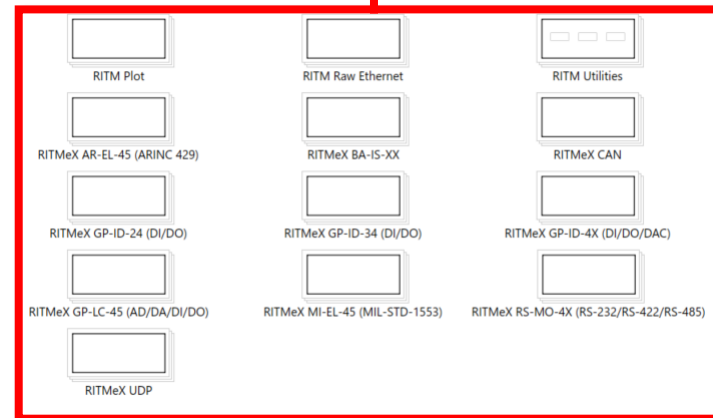 RITM Plot
RITM Raw Ethernet
RITM Utilities
RITMeX AR-EL-45 (ARINC 429)
RITMeX BA-IS-XX
RITMeX CAN
RITMeX GP-ID-24 (DI/DO)
RITMeX GP-ID-34 (DI/DO)
RITMeX GP-ID-4X (DI/DO/DAC)
RITMeX GP-LC-45 (AD/DA/DI/DO)
RITMeX MI-EL-45 (MIL-STD-1553)
RITMeX RS-MO-4X (RS-232/RS-422/RS-485)
RITMeX UDP